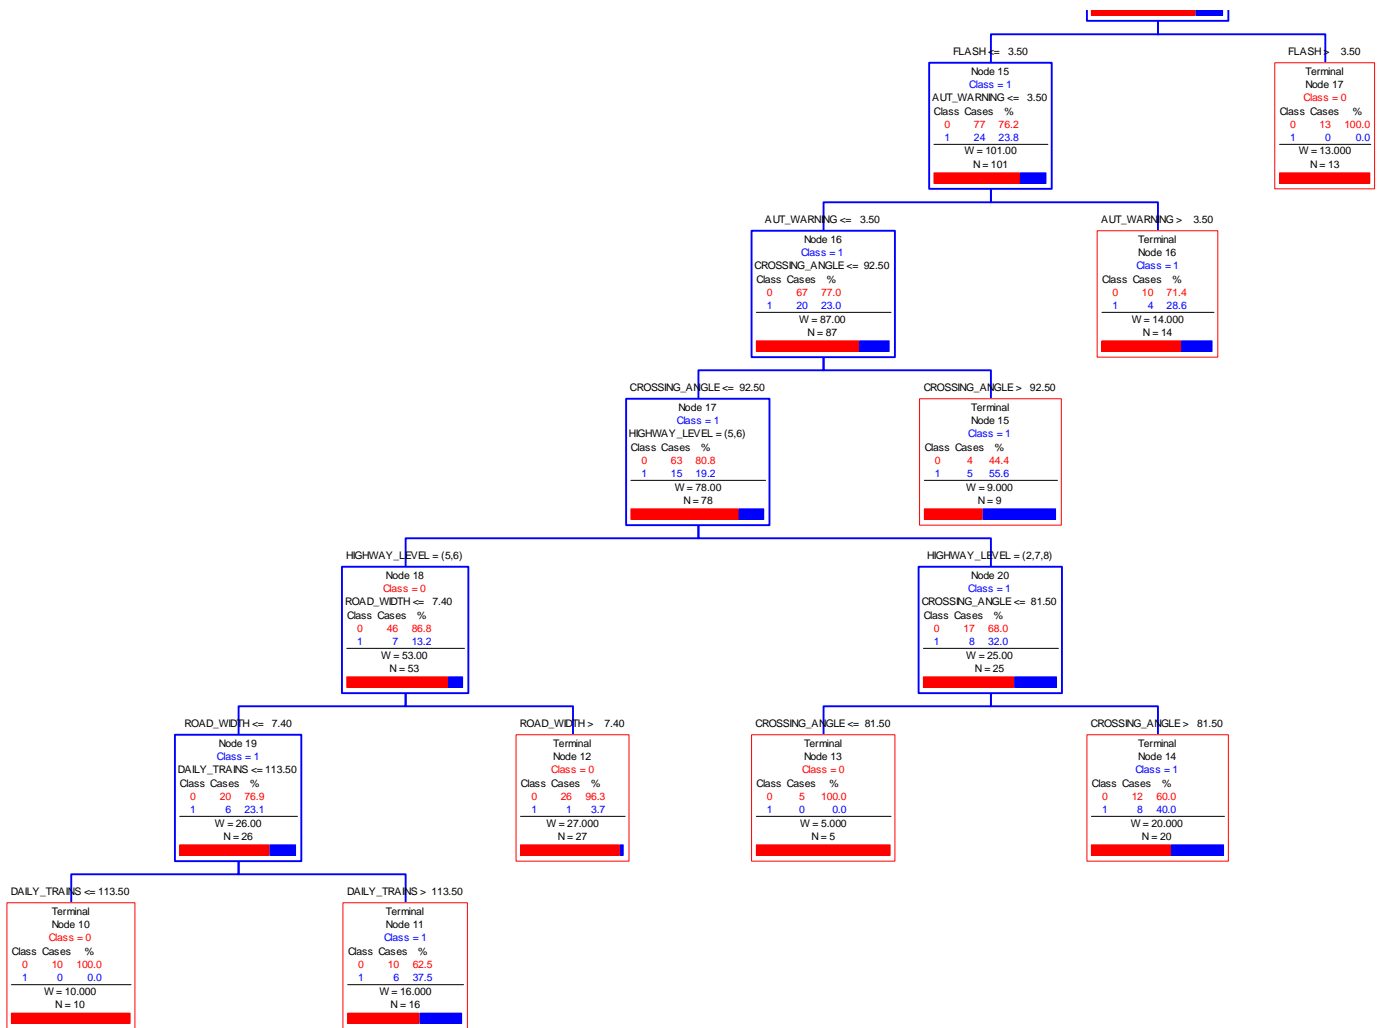 FLASH <= 3.50
FLASH > 3.50
Node 15
Class = 1
AUT_WARNING <= 3.50
Class Cases %
0 77 76.2
1 24 23.8
W = 101.00
N = 101
Terminal
Node 17
Class = 0
Class Cases %
0 13 100.0
1 0 0.0
W = 13.000
N = 13
AUT_WARNING <= 3.50
AUT_WARNING > 3.50
Node 16
Class = 1
CROSSING_ANGLE <= 92.50
Class Cases %
0 67 77.0
1 20 23.0
W = 87.00
N = 87
Terminal
Node 16
Class = 1
Class Cases %
0 10 71.4
1 4 28.6
W = 14.000
N = 14
CROSSING_ANGLE <= 92.50
CROSSING_ANGLE > 92.50
Node 17
Class = 1
HIGHWAY_LEVEL = (5,6)
Class Cases %
0 63 80.8
1 15 19.2
W = 78.00
N = 78
Terminal
Node 15
Class = 1
Class Cases %
0 4 44.4
1 5 55.6
W = 9.000
N = 9
HIGHWAY_LEVEL = (5,6)
HIGHWAY_LEVEL = (2,7,8)
Node 18
Class = 0
ROAD_WIDTH <= 7.40
Class Cases %
0 46 86.8
1 7 13.2
W = 53.00
N = 53
Node 20
Class = 1
CROSSING_ANGLE <= 81.50
Class Cases %
0 17 68.0
1 8 32.0
W = 25.00
N = 25
ROAD_WIDTH <= 7.40
ROAD_WIDTH > 7.40
CROSSING_ANGLE <= 81.50
CROSSING_ANGLE > 81.50
Node 19
Class = 1
DAILY_TRAINS <= 113.50
Class Cases %
0 20 76.9
1 6 23.1
W = 26.00
N = 26
Terminal
Node 12
Class = 0
Class Cases %
0 26 96.3
1 1 3.7
W = 27.000
N = 27
Terminal
Node 13
Class = 0
Class Cases %
0 5 100.0
1 0 0.0
W = 5.000
N = 5
Terminal
Node 14
Class = 1
Class Cases %
0 12 60.0
1 8 40.0
W = 20.000
N = 20
DAILY_TRAINS <= 113.50
DAILY_TRAINS > 113.50
Terminal
Node 10
Class = 0
Class Cases %
0 10 100.0
1 0 0.0
W = 10.000
N = 10
Terminal
Node 11
Class = 1
Class Cases %
0 10 62.5
1 6 37.5
W = 16.000
N = 16